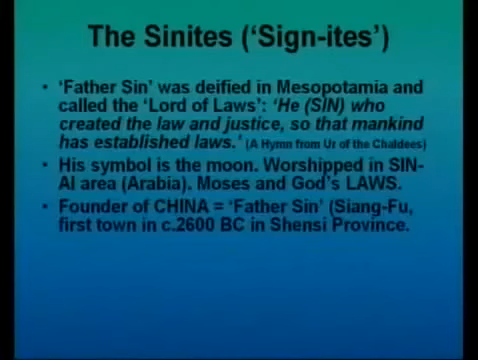 The Sinites (‘Sign-ites’)
• ‘Father Sin’ was deified in Mesopotamia and
called the ‘Lord of Laws’: ‘He (SIN) who
created the law and justice, so that mankind
has established laws.’ (A Hymn from Ur of the Chaldees)
• His symbol is the moon. Worshipped in SIN-
AI area (Arabia). Moses and God's LAWS.
• Founder of CHINA = ‘Father Sin’ (Siang-Fu,
first town in c.2600 BC in Shensi Province.